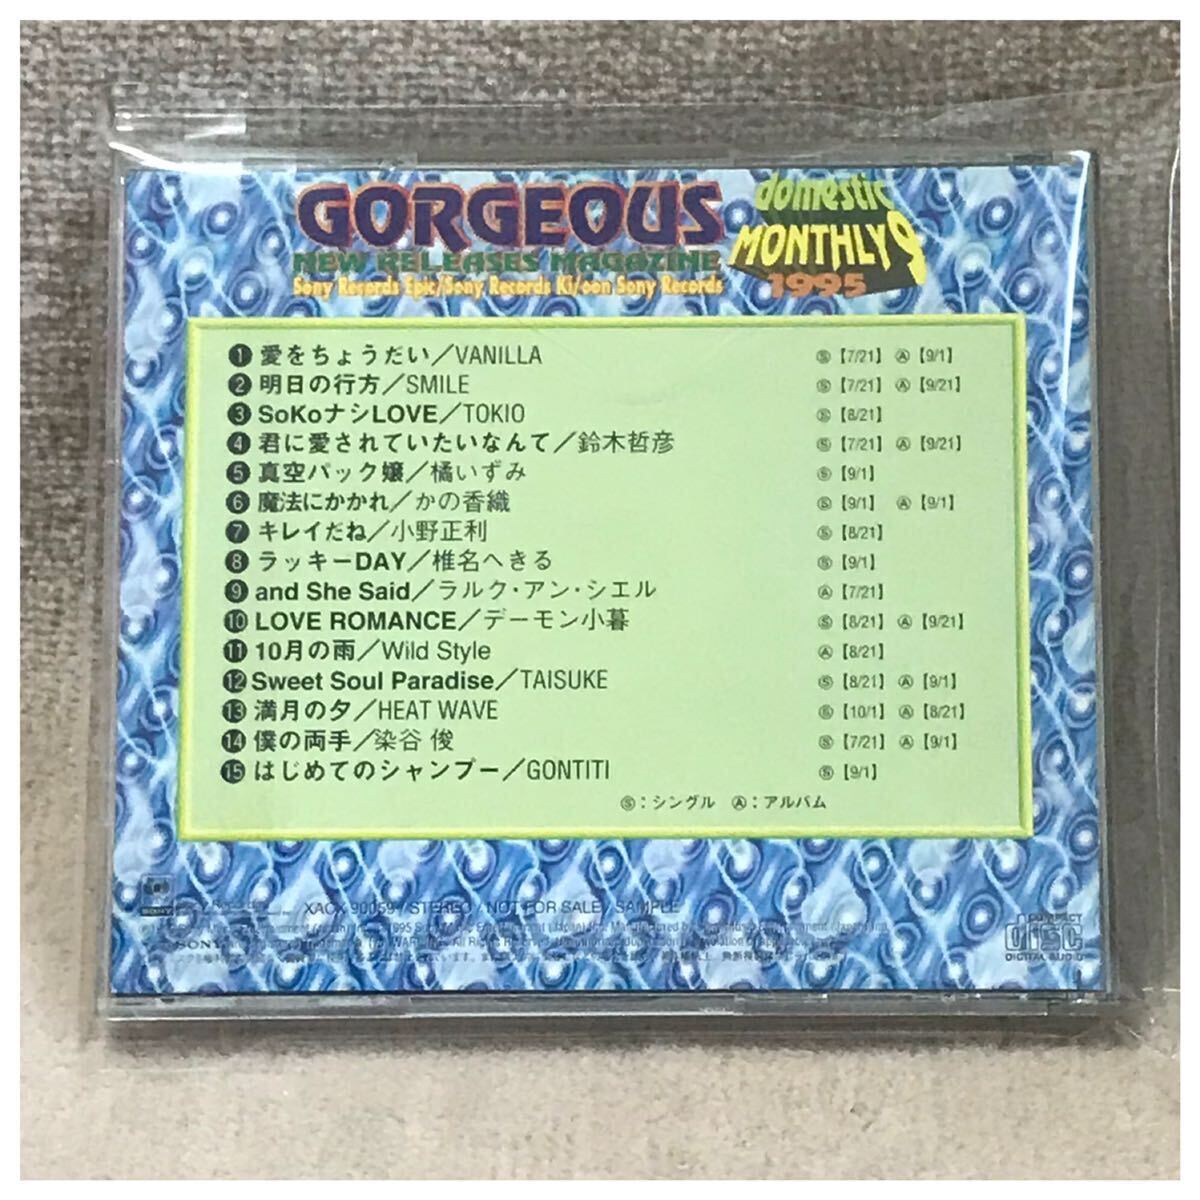 GORGEOUS
NEW RELEASES MAGAZINE
Sony Records Epic/Sony Records Ki/oon Sony Records
domestic
MONTHLY 9
1995
❶ 愛をちょうだい／VANILLA Ⓢ【7/21】 Ⓐ【9/1】
❷ 明日の行方／SMILE Ⓢ【7/21】 Ⓐ【9/21】
❸ SoKoナシLOVE／TOKIO Ⓢ【8/21】
❹ 君に愛されていたいなんて／鈴木哲彦 Ⓢ【7/21】 Ⓐ【9/21】
❺ 真空パック嬢／橘いずみ Ⓢ【9/1】
❻ 魔法にかかれ／かの香織 Ⓢ【9/1】 Ⓐ【9/1】
❼ キレイだね／小野正利 Ⓢ【8/21】
❽ ラッキーDAY／椎名へきる Ⓢ【9/1】
❾ and She Said／ラルク・アン・シエル Ⓐ【7/21】
❿ LOVE ROMANCE／デーモン小暮 Ⓢ【8/21】 Ⓐ【9/21】
⓫ 10月の雨／Wild Style Ⓐ【8/21】
⓬ Sweet Soul Paradise／TAISUKE Ⓢ【8/21】 Ⓐ【9/1】
⓭ 満月の夕／HEAT WAVE Ⓢ【10/1】 Ⓐ【8/21】
⓮ 僕の両手／染谷 俊 Ⓢ【7/21】 Ⓐ【9/1】
⓯ はじめてのシャンプー／GONTITI Ⓢ【9/1】
Ⓢ：シングル Ⓐ：アルバム
XACK 90059 / STEREO / NOT FOR SALE / SAMPLE
SONY
COMPACT
disc
DIGITAL AUDIO